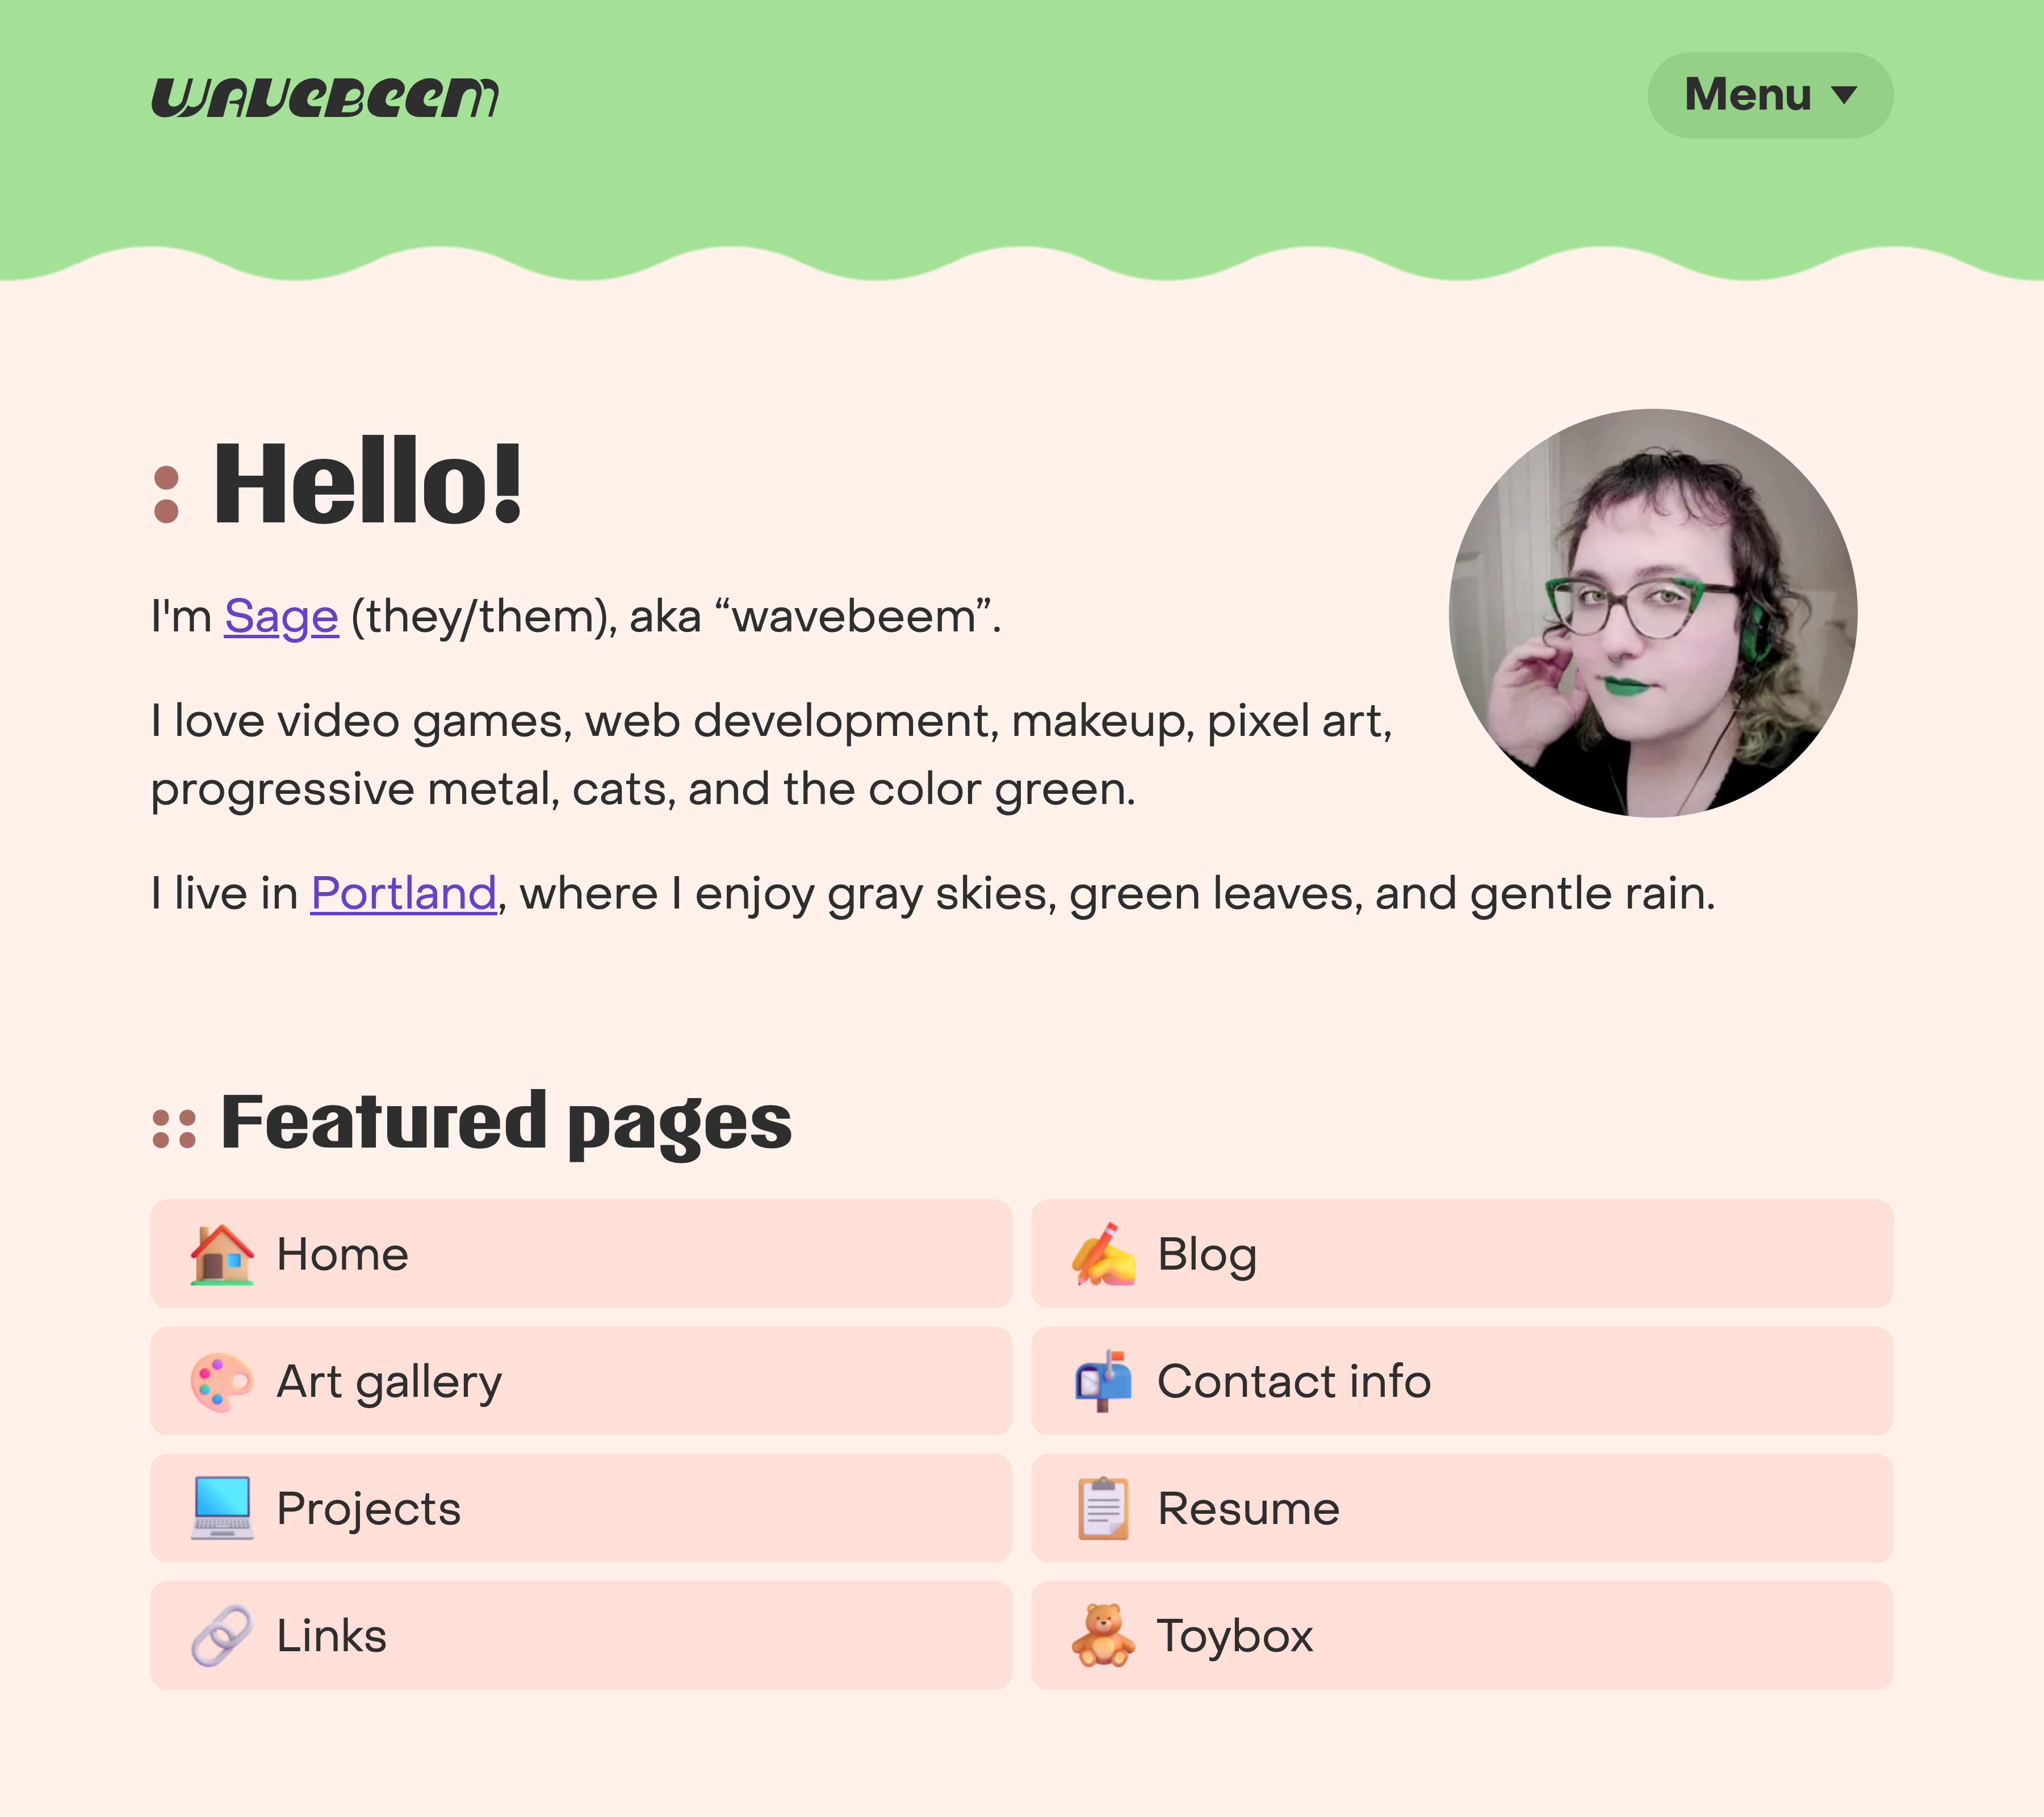 wavebeem
Menu
Hello!
I'm Sage (they/them), aka “wavebeem”.
I love video games, web development, makeup, pixel art,
progressive metal, cats, and the color green.
I live in Portland, where I enjoy gray skies, green leaves, and gentle rain.
Featured pages
Home
Blog
Art gallery
Contact info
Projects
Resume
Links
Toybox